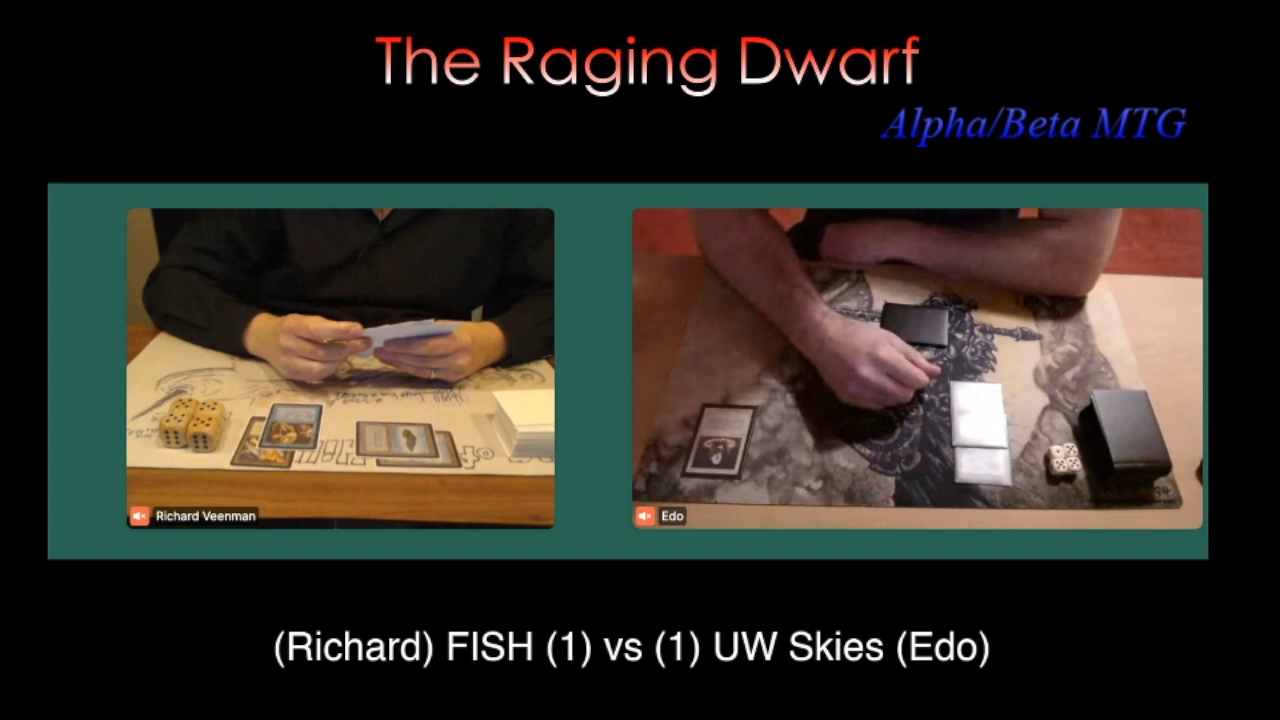 The Raging Dwarf
Alpha/Beta MTG
Richard Veenman
Edo
(Richard) FISH (1) vs (1) UW Skies (Edo)